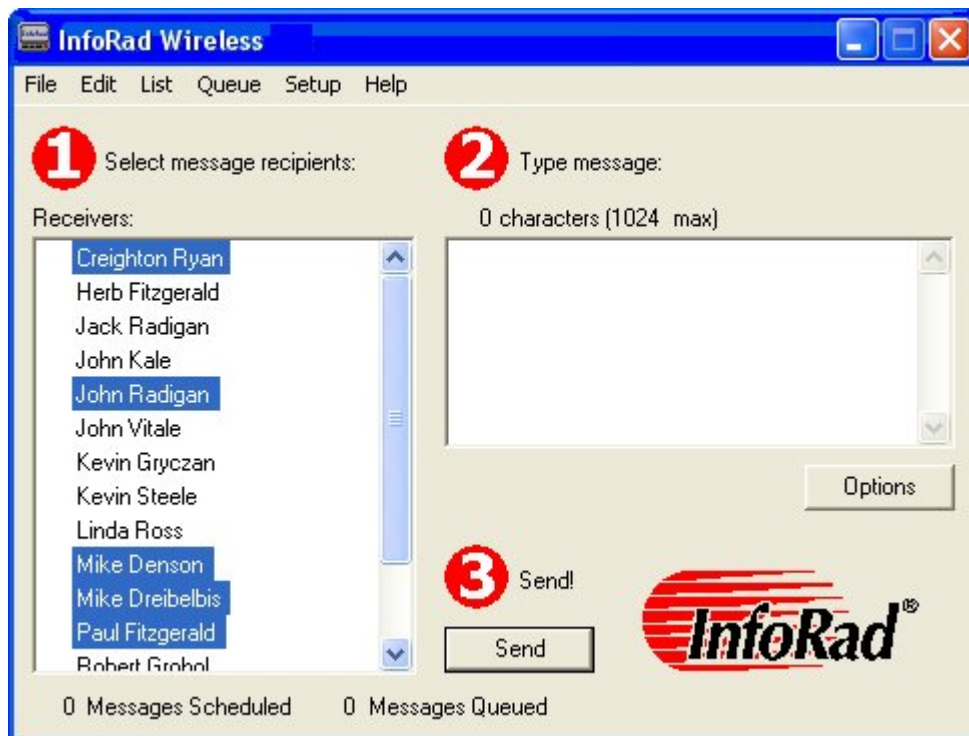 InfoRad Wireless
File Edit List Queue Setup Help
1 Select message recipients:
2 Type message:
Receivers:
0 characters (1024 max)
Creighton Ryan
Herb Fitzgerald
Jack Radigan
John Kale
John Radigan
John Vitale
Kevin Gryczan
Kevin Steele
Linda Ross
Mike Denson
Mike Dreibelbis
Paul Fitzgerald
Robert Grobol
Options
3 Send!
Send
InfoRad®
0 Messages Scheduled 0 Messages Queued